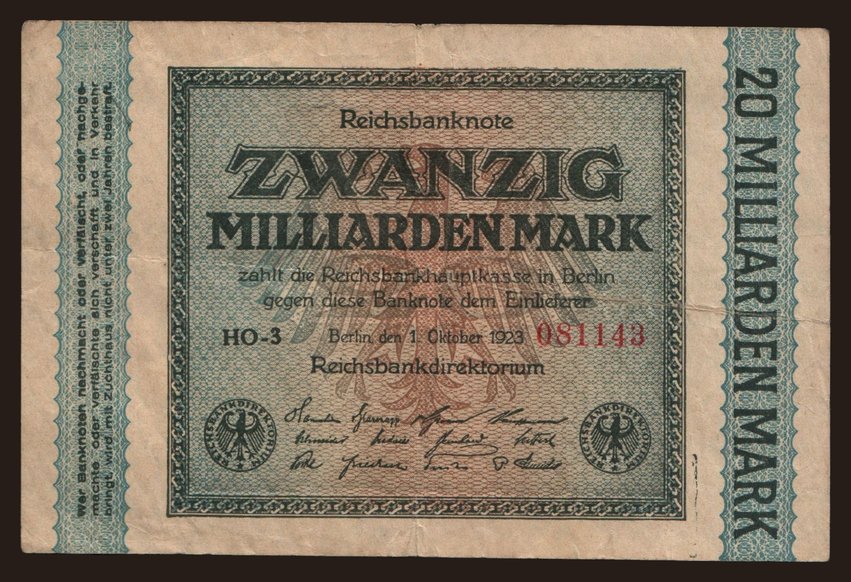 Wer Banknoten nachmacht oder verfälscht, oder nachge-
machte oder verfälschte sich verschafft und in Verkehr
bringt, wird mit Zuchthaus nicht unter zwei Jahren bestraft.
Reichsbanknote
ZWANZIG
MILLIARDEN MARK
zahlt die Reichsbankhauptkasse in Berlin
gegen diese Banknote dem Einlieferer
HO-3 Berlin, den 1. Oktober 1923 081143
Reichsbankdirektorium
REICHSBANKDIREKTORIUM
REICHSBANKDIREKTORIUM
20 MILLIARDEN MARK